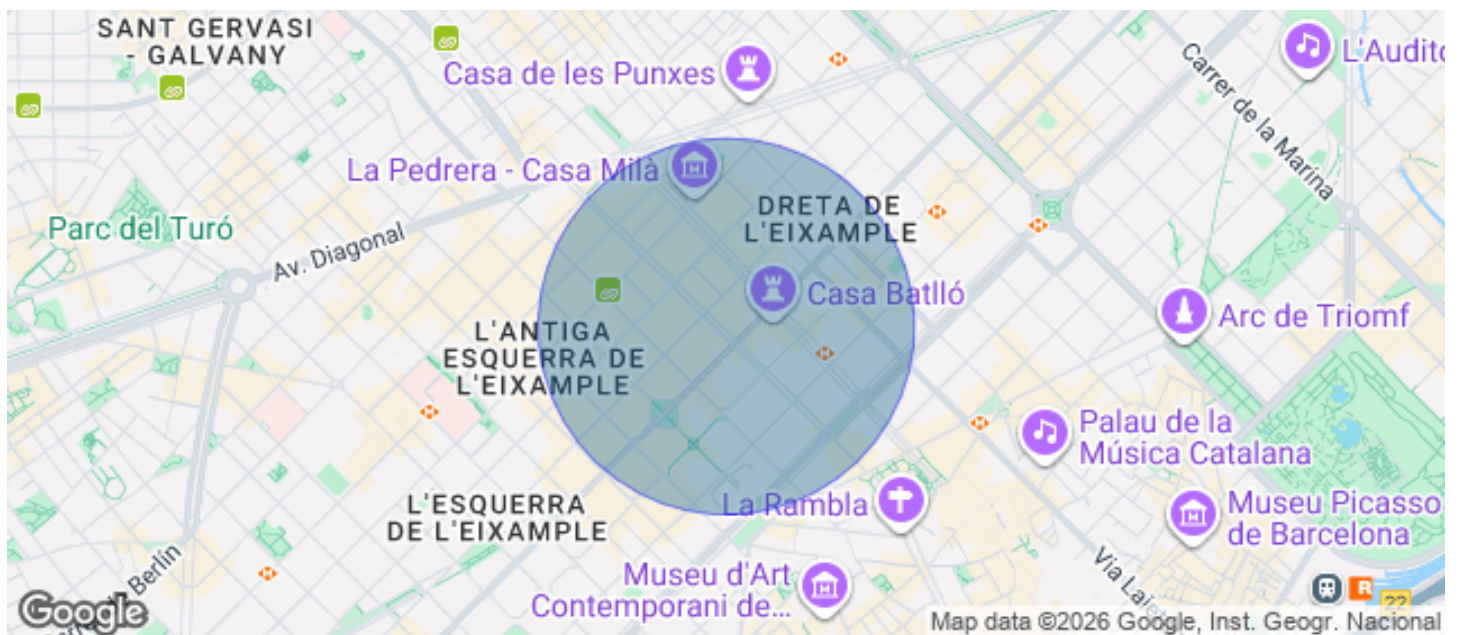 SANT GERVASI
- GALVANY
Casa de les Punxes
L'Audito
Carrer de la Marina
La Pedrera - Casa Milà
DRETA DE
L'EIXAMPLE
Parc del Turó
Av. Diagonal
Casa Batlló
Arc de Triomf
L'ANTIGA
ESQUERRA DE
L'EIXAMPLE
Palau de la
Música Catalana
L'ESQUERRA
DE L'EIXAMPLE
La Rambla
Museu Picasso
de Barcelona
Museu d'Art
Contemporani de...
Via Laie
Berlín
R
22
Google
Map data ©2026 Google, Inst. Geogr. Nacional